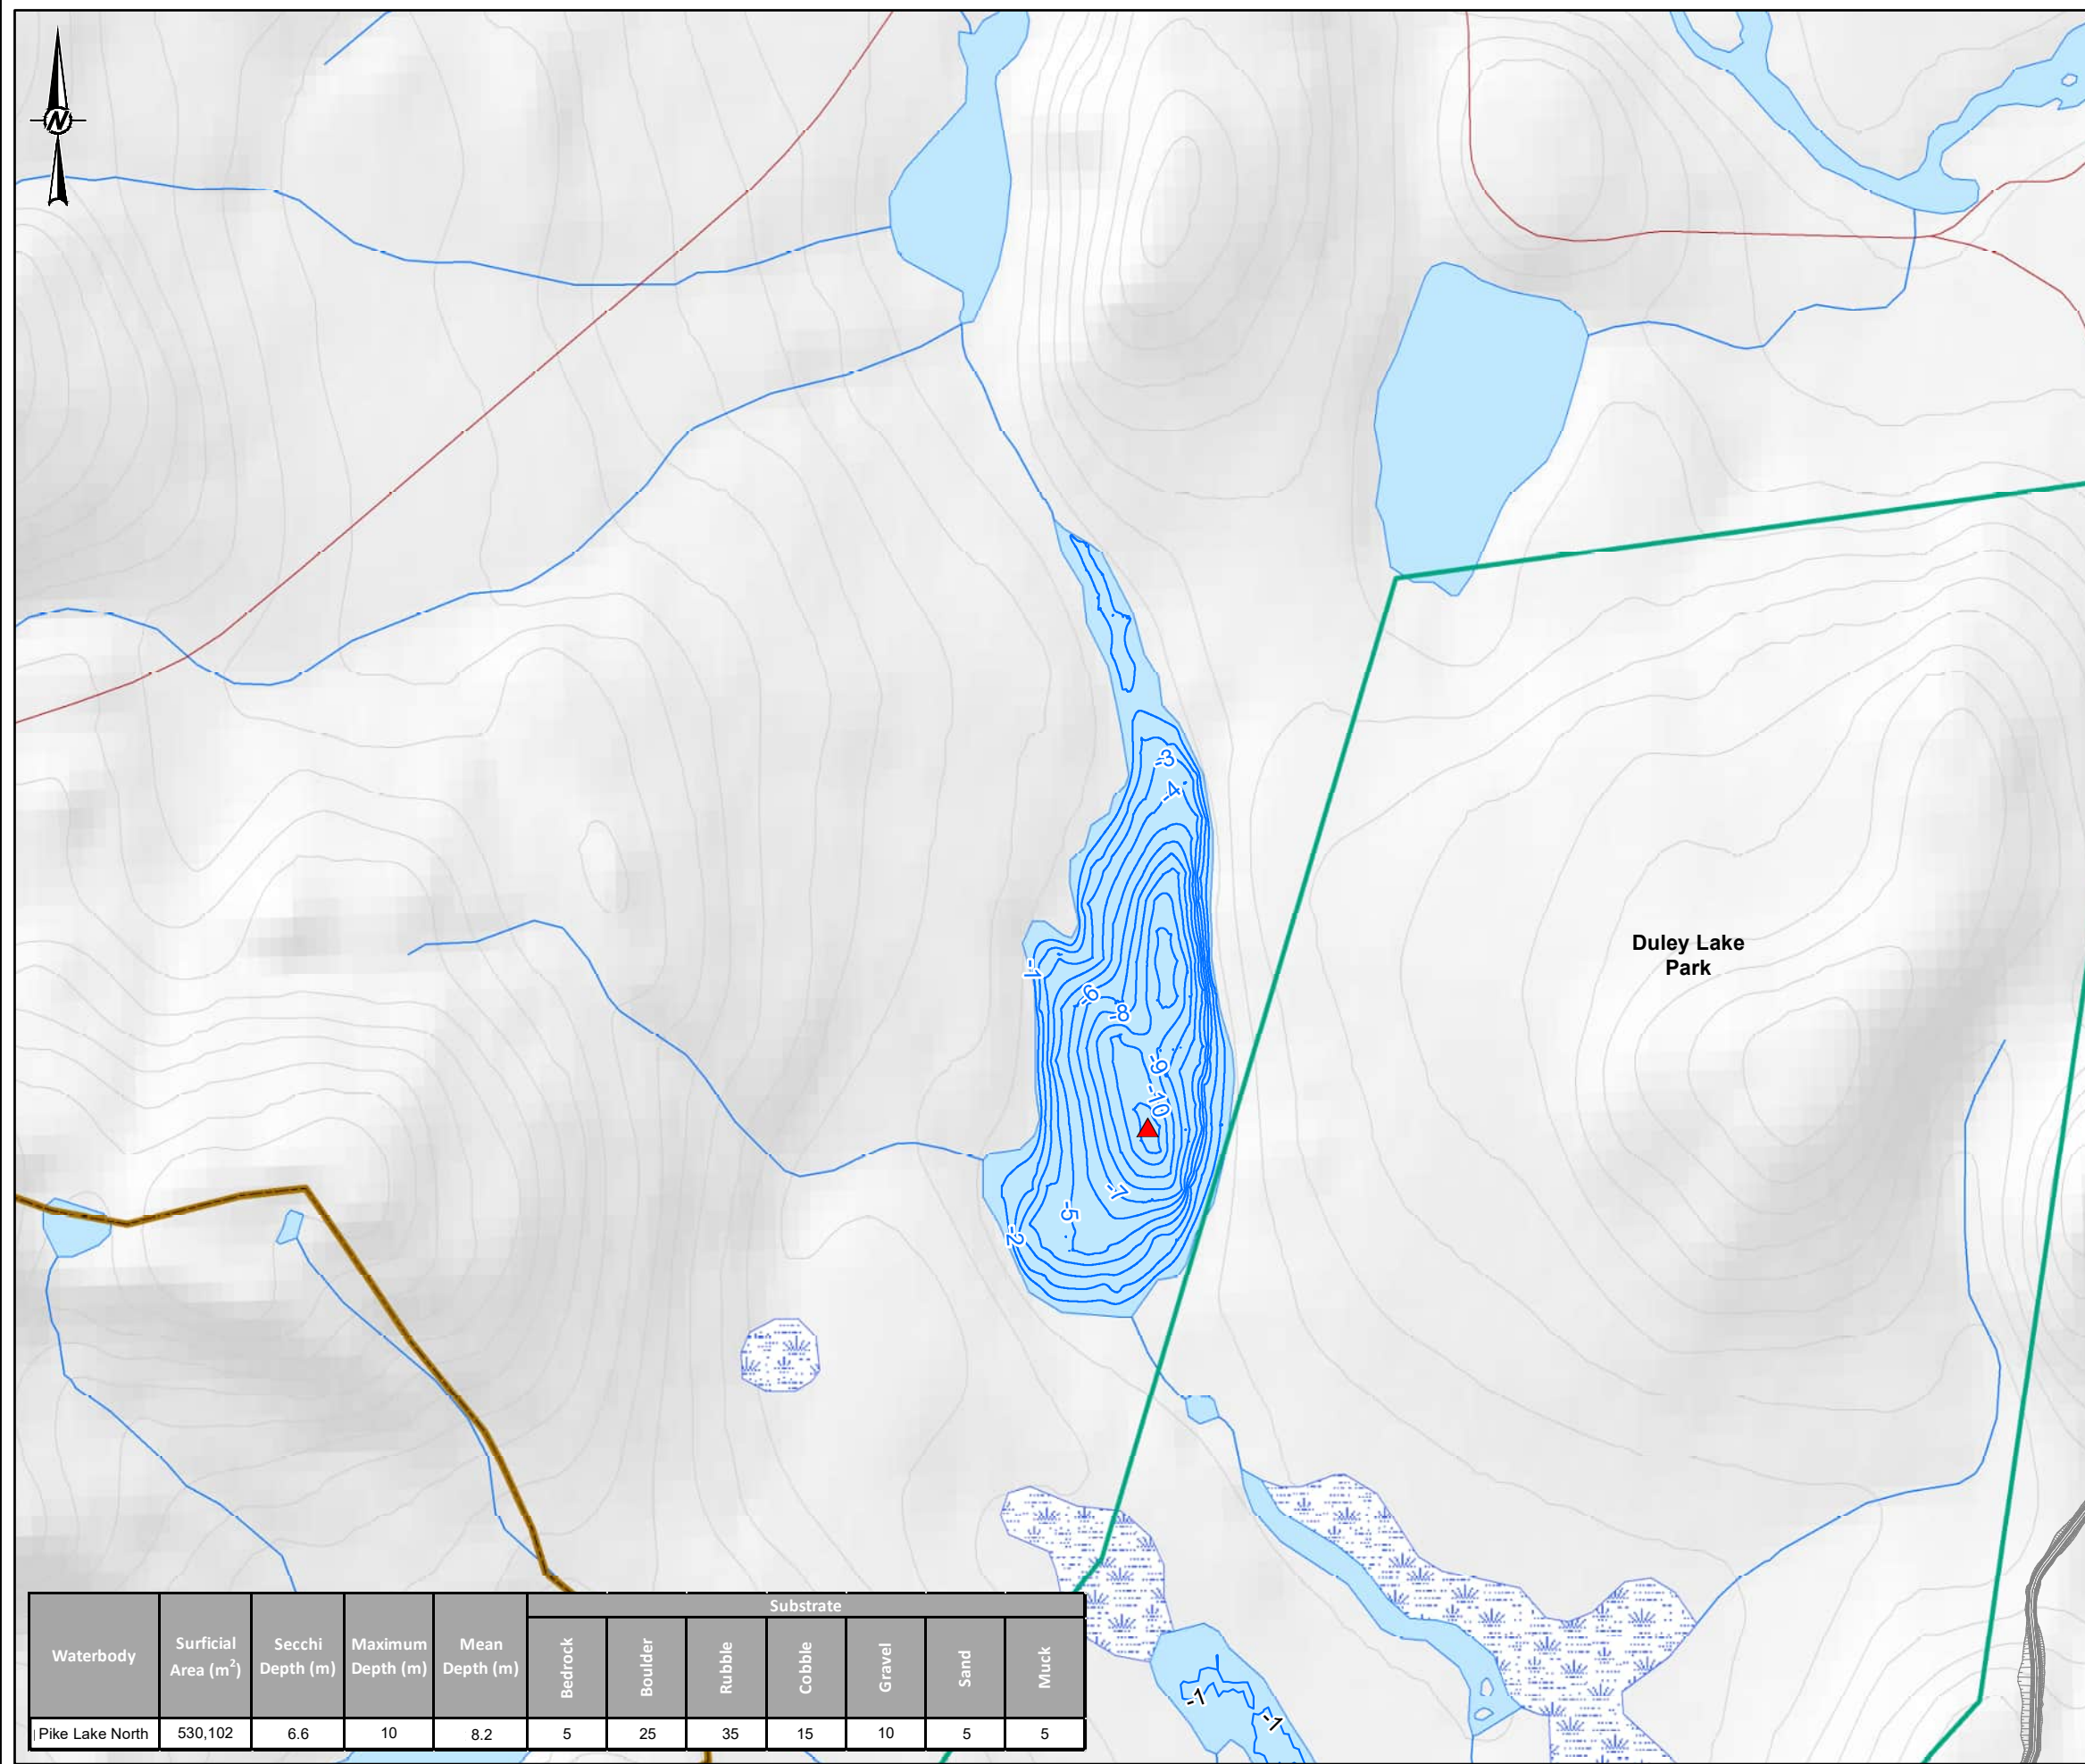 N
-3
-4
Duley Lake
Park
-1
-6
-8
-9
-10
-7
-5
-2
Substrate
Waterbody
Surficial
Area (m²)
Secchi
Depth (m)
Maximum
Depth (m)
Mean
Depth (m)
Bedrock
Boulder
Rubble
Cobble
Gravel
Sand
Muck
Pike Lake North 530,102 6.6 10 8.2 5 25 35 15 10 5 5
-1
-1